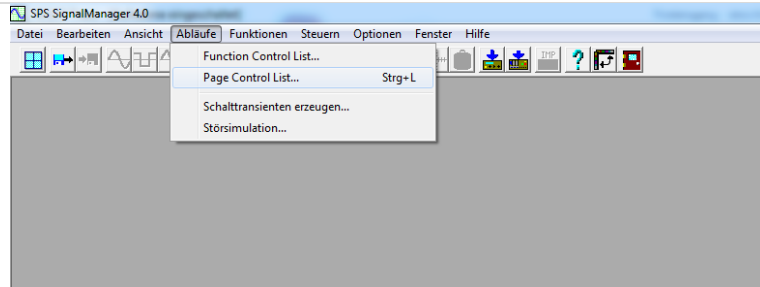 SPS SignalManager 4.0
Datei Bearbeiten Ansicht Abläufe Funktionen Steuern Optionen Fenster Hilfe
IMP ?
Function Control List...
Page Control List... Strg+L
Schalttransienten erzeugen...
Störsimulation...